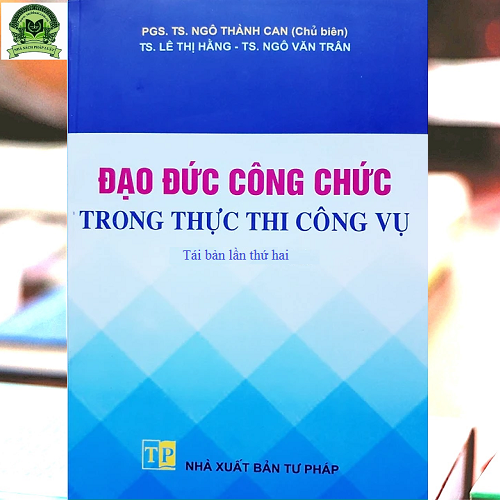 PGS. TS. NGÔ THÀNH CAN (Chủ biên)
TS. LÊ THỊ HẰNG - TS. NGÔ VĂN TRÂN
ĐẠO ĐỨC CÔNG CHỨC
TRONG THỰC THI CÔNG VỤ
Tái bản lần thứ hai
TP
NHÀ XUẤT BẢN TƯ PHÁP